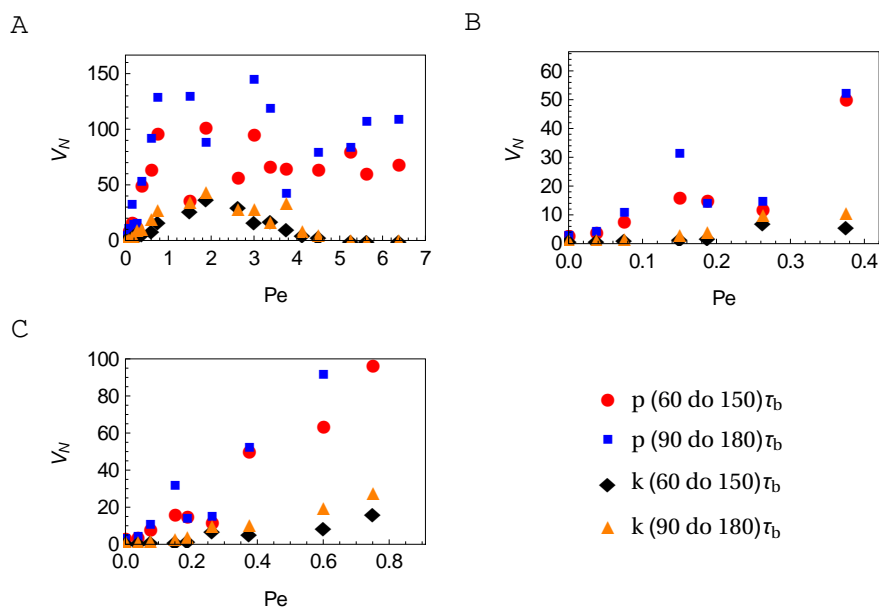 A
150
100
50
0
V_N
0 1 2 3 4 5 6 7
Pe
B
60
50
40
30
20
10
0
V_N
0.0 0.1 0.2 0.3 0.4
Pe
C
100
80
60
40
20
0
V_N
0.0 0.2 0.4 0.6 0.8
Pe
p (60 do 150)τ_b
p (90 do 180)τ_b
k (60 do 150)τ_b
k (90 do 180)τ_b